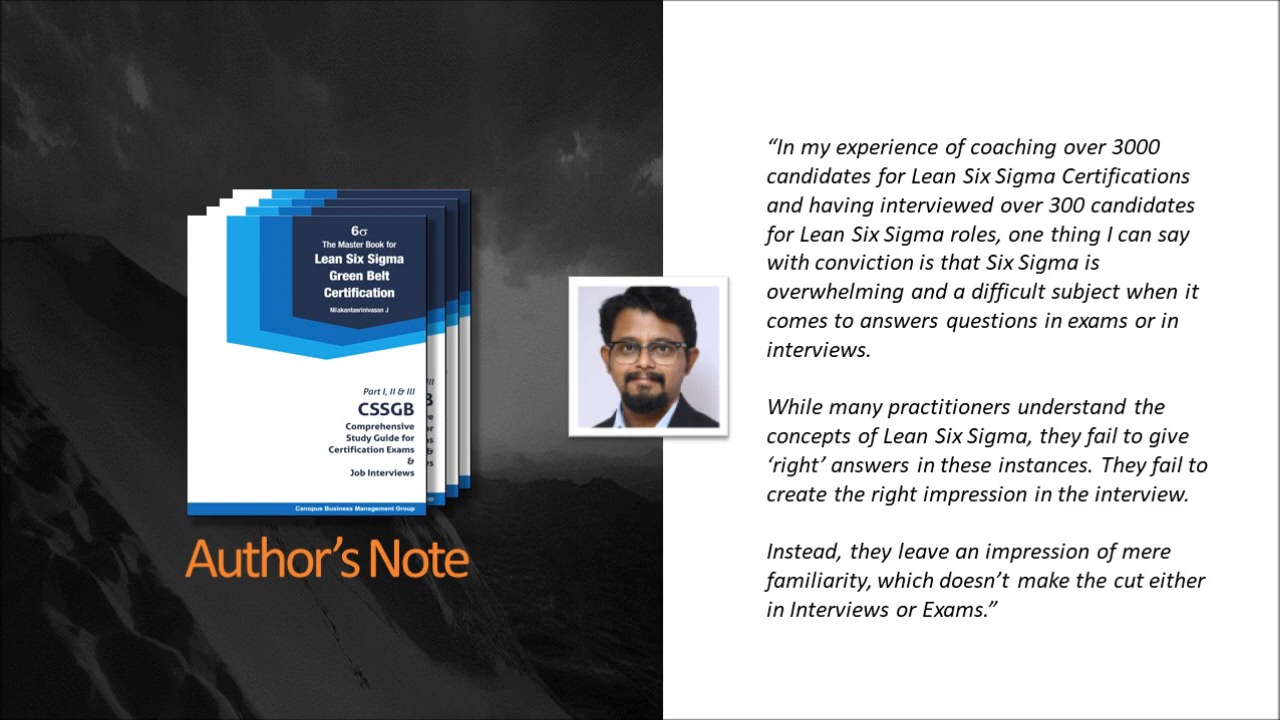 6σ
The Master Book for
Lean Six Sigma
Green Belt
Certification
Nilakantasrinivasan J
Part I, II & III
CSSGB
Comprehensive
Study Guide for
Certification Exams
&
Job Interviews
Canopus Business Management Group
Author's Note
“In my experience of coaching over 3000
candidates for Lean Six Sigma Certifications
and having interviewed over 300 candidates
for Lean Six Sigma roles, one thing I can say
with conviction is that Six Sigma is
overwhelming and a difficult subject when it
comes to answers questions in exams or in
interviews.
While many practitioners understand the
concepts of Lean Six Sigma, they fail to give
‘right’ answers in these instances. They fail to
create the right impression in the interview.
Instead, they leave an impression of mere
familiarity, which doesn’t make the cut either
in Interviews or Exams.”